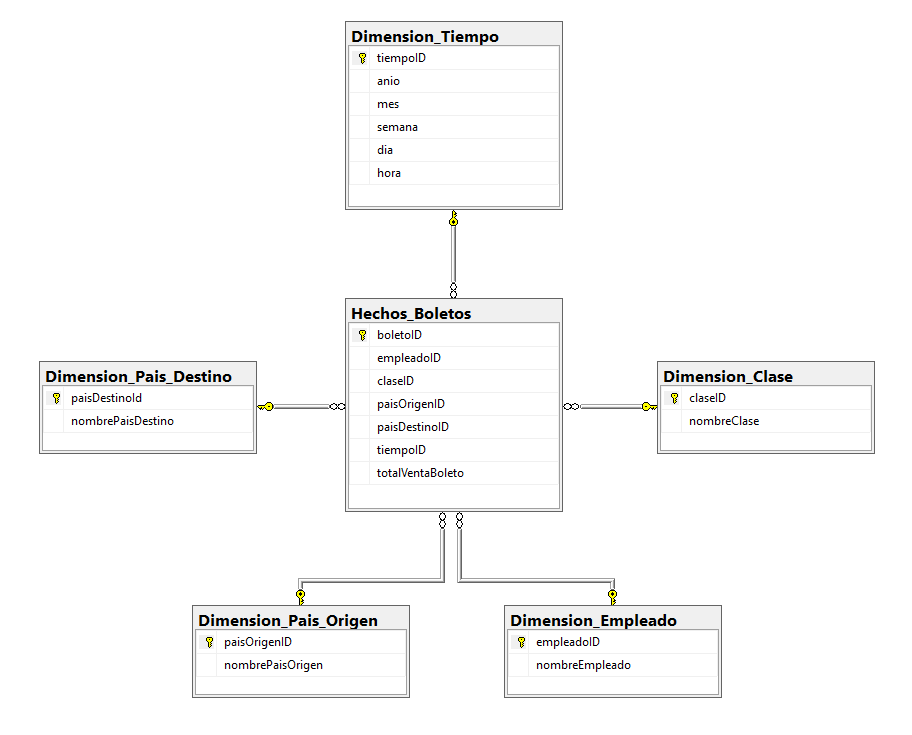 Dimension_Tiempo
tiempoID
anio
mes
semana
dia
hora
Hechos_Boletos
boletoID
empleadoID
claseID
paisOrigenID
paisDestinoID
tiempoID
totalVentaBoleto
Dimension_Pais_Destino
paisDestinoId
nombrePaisDestino
Dimension_Clase
claseID
nombreClase
Dimension_Pais_Origen
paisOrigenID
nombrePaisOrigen
Dimension_Empleado
empleadoID
nombreEmpleado